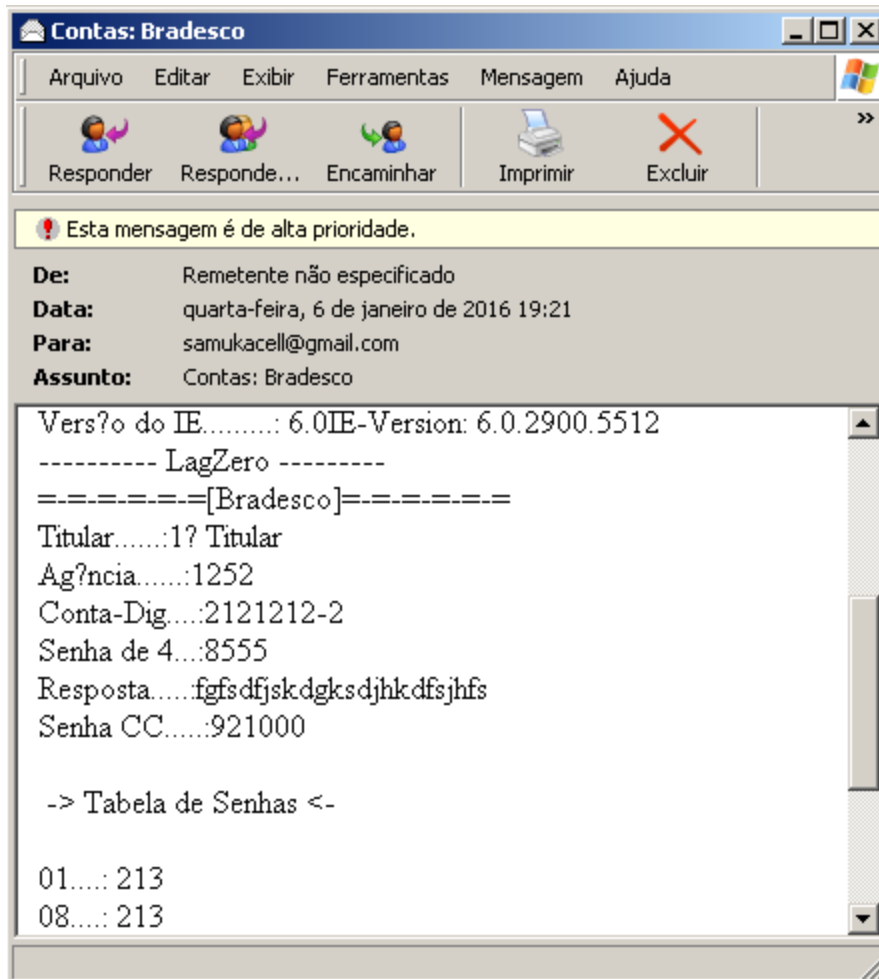 Contas: Bradesco
Arquivo Editar Exibir Ferramentas Mensagem Ajuda
»
Responder Responde... Encaminhar Imprimir Excluir
Esta mensagem é de alta prioridade.
De: Remetente não especificado
Data: quarta-feira, 6 de janeiro de 2016 19:21
Para: samukacell@gmail.com
Assunto: Contas: Bradesco
Vers?o do IE.........: 6.0IE-Version: 6.0.2900.5512
---------- LagZero ---------
=-=-=-=-=-=[Bradesco]=-=-=-=-=-=
Titular......:1? Titular
Ag?ncia......:1252
Conta-Dig....:2121212-2
Senha de 4...:8555
Resposta.....:fgfsdfjskdgksdjhkdfsjhfs
Senha CC.....:921000
-> Tabela de Senhas <-
01....: 213
08....: 213